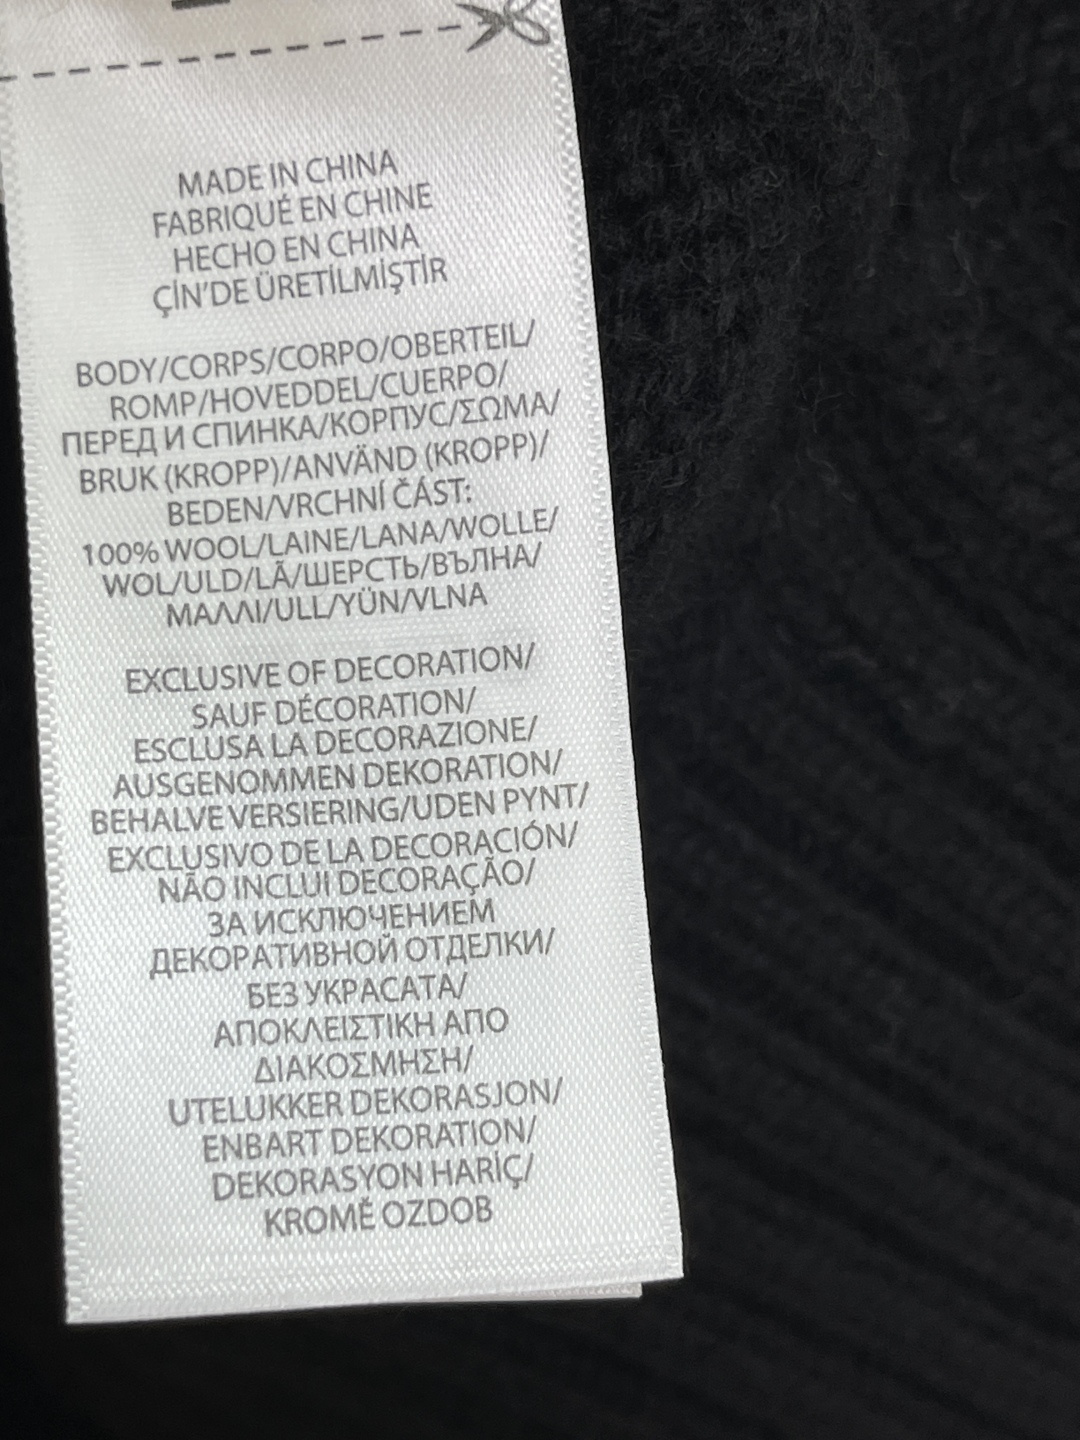 MADE IN CHINA
FABRIQUÉ EN CHINE
HECHO EN CHINA
ÇİN'DE ÜRETİLMİŞTİR
BODY/CORPS/CORPO/OBERTEIL/
ROMP/HOVEDDEL/CUERPO/
ПЕРЕД И СПИНКА/КОРПУС/ΣΩΜΑ/
BRUK (KROPP)/ANVÄND (KROPP)/
BEDEN/VRCHNÍ ČÁST:
100% WOOL/LAINE/LANA/WOLLE/
WOL/ULD/LÃ/ШЕРСТЬ/ВЪЛНА/
ΜΑΛΛΙ/ULL/YÜN/VLNA
EXCLUSIVE OF DECORATION/
SAUF DÉCORATION/
ESCLUSA LA DECORAZIONE/
AUSGENOMMEN DEKORATION/
BEHALVE VERSIERING/UDEN PYNT/
EXCLUSIVO DE LA DECORACIÓN/
NÃO INCLUI DECORAÇÃO/
ЗА ИСКЛЮЧЕНИЕМ
ДЕКОРАТИВНОЙ ОТДЕЛКИ/
БЕЗ УКРАСАТА/
ΑΠΟΚΛΕΙΣΤΙΚΗ ΑΠΟ
ΔΙΑΚΟΣΜΗΣΗ/
UTELUKKER DEKORASJON/
ENBART DEKORATION/
DEKORASYON HARİÇ/
KROMĚ OZDOB